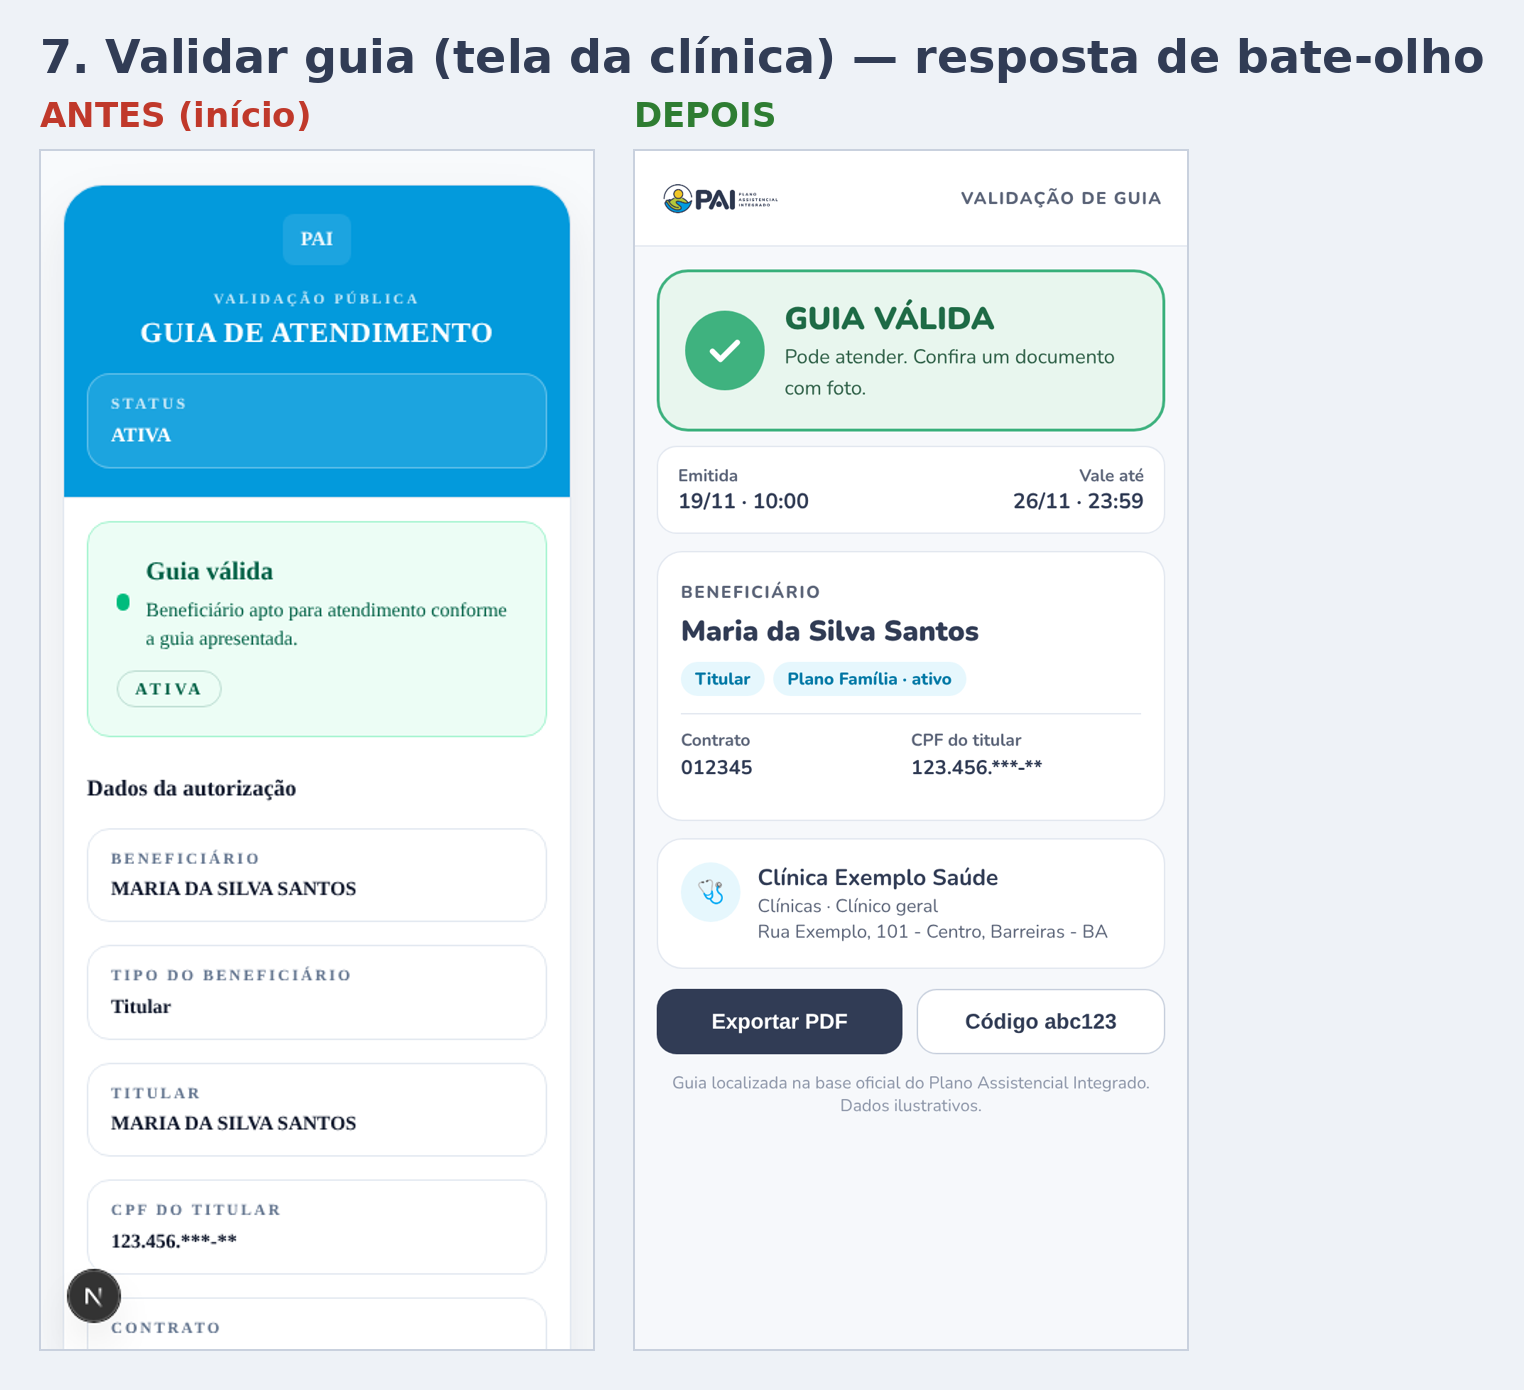 7. Validar guia (tela da clínica) — resposta de bate-olho
ANTES (início)
PAI
VALIDAÇÃO PÚBLICA
GUIA DE ATENDIMENTO
STATUS
ATIVA
Guia válida
Beneficiário apto para atendimento conforme
a guia apresentada.
ATIVA
Dados da autorização
BENEFICIÁRIO
MARIA DA SILVA SANTOS
TIPO DO BENEFICIÁRIO
Titular
TITULAR
MARIA DA SILVA SANTOS
CPF DO TITULAR
123.456.***-**
N
CONTRATO
DEPOIS
PAI
PLANO
ASSISTENCIAL
INTEGRADO
VALIDAÇÃO DE GUIA
GUIA VÁLIDA
Pode atender. Confira um documento
com foto.
Emitida Vale até
19/11 · 10:00 26/11 · 23:59
BENEFICIÁRIO
Maria da Silva Santos
Titular Plano Família · ativo
Contrato CPF do titular
012345 123.456.***-**
Clínica Exemplo Saúde
Clínicas · Clínico geral
Rua Exemplo, 101 - Centro, Barreiras - BA
Exportar PDF Código abc123
Guia localizada na base oficial do Plano Assistencial Integrado.
Dados ilustrativos.